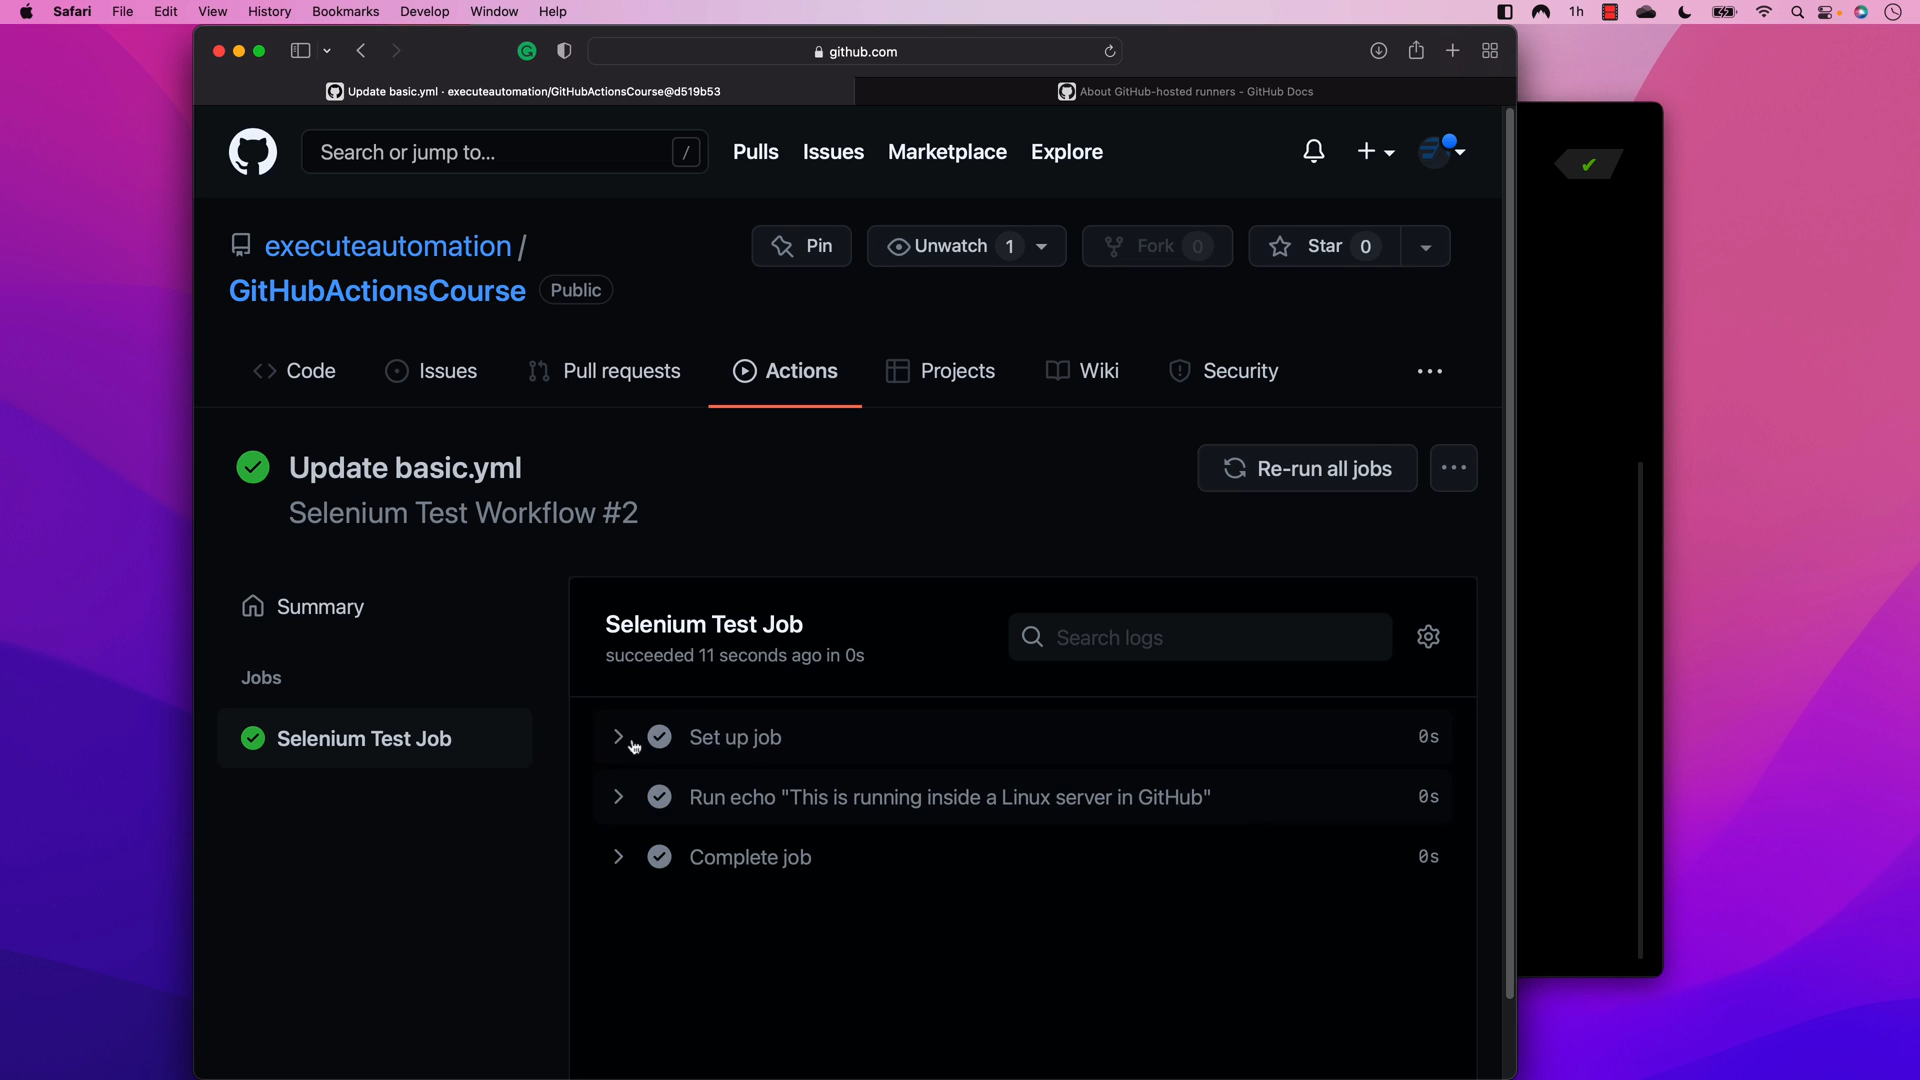 Safari File Edit View History Bookmarks Develop Window Help 1h
github.com
Update basic.yml · executeautomation/GitHubActionsCourse@d519b53
About GitHub-hosted runners - GitHub Docs
Search or jump to... /
Pulls Issues Marketplace Explore
executeautomation /
GitHubActionsCourse Public
Pin Unwatch 1 Fork 0 Star 0
Code Issues Pull requests Actions Projects Wiki Security
Update basic.yml
Selenium Test Workflow #2
Re-run all jobs
Summary
Jobs
Selenium Test Job
Selenium Test Job
succeeded 11 seconds ago in 0s
Search logs
Set up job 0s
Run echo "This is running inside a Linux server in GitHub" 0s
Complete job 0s